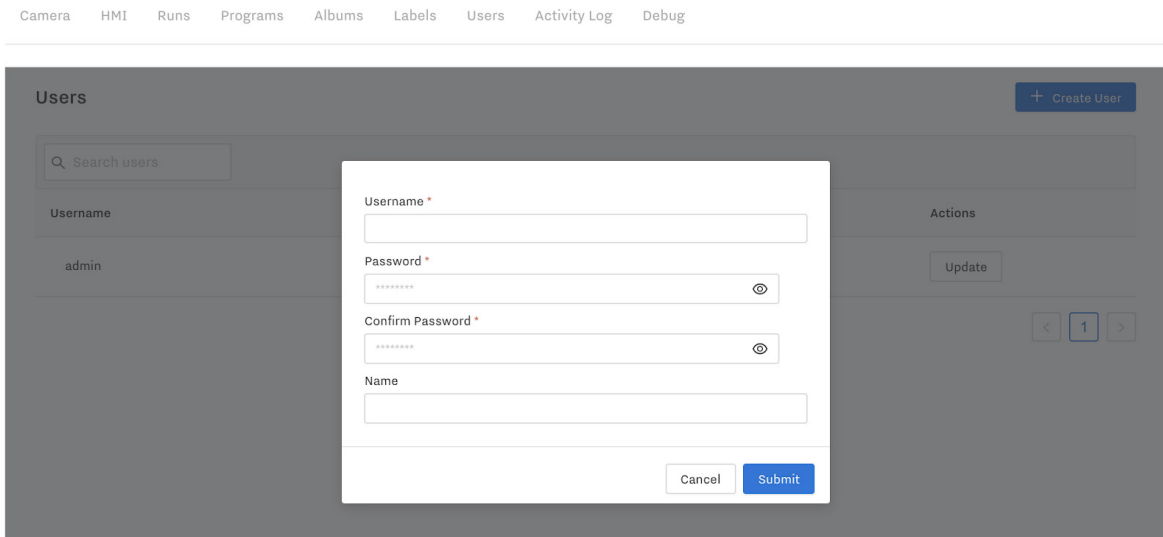 Camera HMI Runs Programs Albums Labels Users Activity Log Debug
Users
+ Create User
Search users
Username Actions
admin Update
< 1 >
Username *
Password *
********
Confirm Password *
********
Name
Cancel Submit